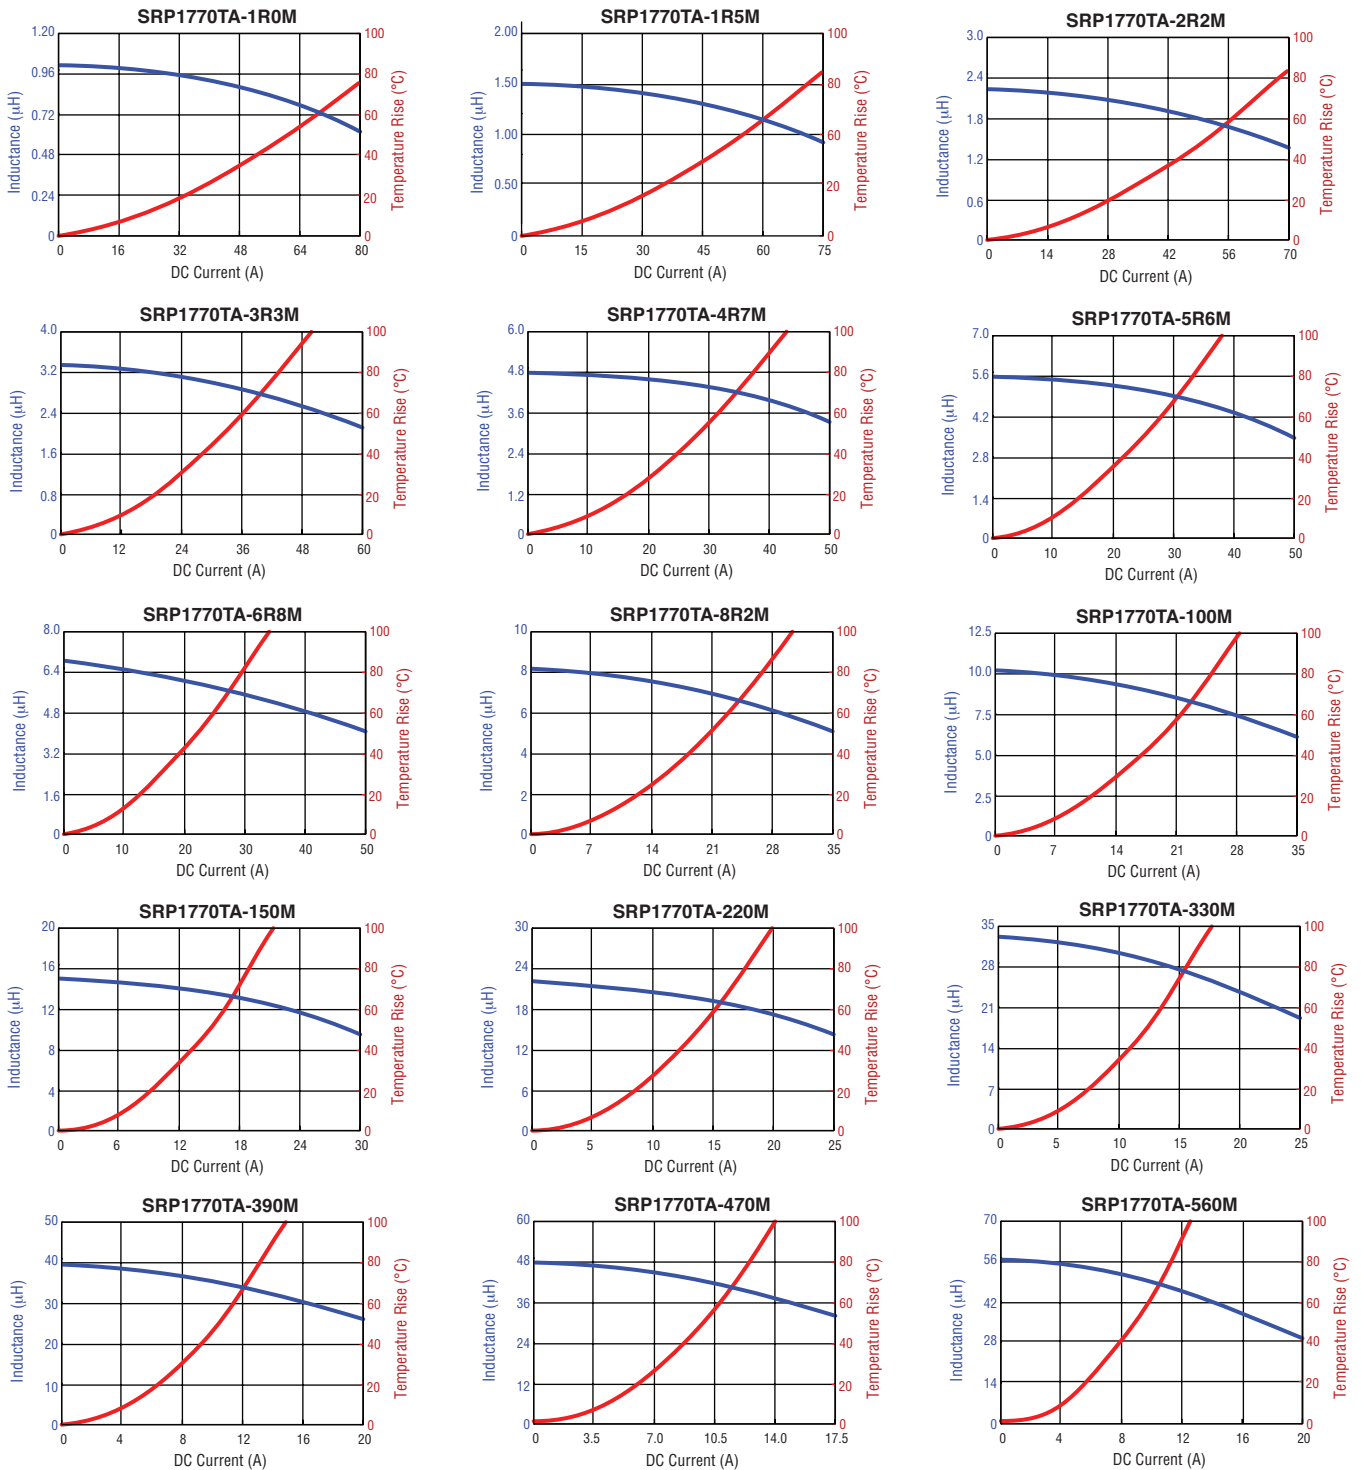 SRP1770TA-1R0M
1.20
0.96
0.72
0.48
0.24
0
100
80
60
40
20
0
0 16 32 48 64 80
Inductance (µH)
Temperature Rise (°C)
DC Current (A)
SRP1770TA-1R5M
2.00
1.50
1.00
0.50
0
100
80
60
20
0
0 15 30 45 60 75
Inductance (µH)
Temperature Rise (°C)
DC Current (A)
SRP1770TA-2R2M
3.0
2.4
1.8
1.2
0.6
0
100
80
60
40
20
0
0 14 28 42 56 70
Inductance (µH)
Temperature Rise (°C)
DC Current (A)
SRP1770TA-3R3M
4.0
3.2
2.4
1.6
0.8
0
100
80
60
40
20
0
0 12 24 36 48 60
Inductance (µH)
Temperature Rise (°C)
DC Current (A)
SRP1770TA-4R7M
6.0
4.8
3.6
2.4
1.2
0
100
80
60
40
20
0
0 10 20 30 40 50
Inductance (µH)
Temperature Rise (°C)
DC Current (A)
SRP1770TA-5R6M
7.0
5.6
4.2
2.8
1.4
0
100
80
60
40
20
0
0 10 20 30 40 50
Inductance (µH)
Temperature Rise (°C)
DC Current (A)
SRP1770TA-6R8M
8.0
6.4
4.8
3.2
1.6
0
100
80
60
40
20
0
0 10 20 30 40 50
Inductance (µH)
Temperature Rise (°C)
DC Current (A)
SRP1770TA-8R2M
10
8
6
4
2
0
100
80
60
40
20
0
0 7 14 21 28 35
Inductance (µH)
Temperature Rise (°C)
DC Current (A)
SRP1770TA-100M
12.5
10.0
7.5
5.0
2.5
0
100
80
60
40
20
0
0 7 14 21 28 35
Inductance (µH)
Temperature Rise (°C)
DC Current (A)
SRP1770TA-150M
20
16
12
8
4
0
100
80
60
40
20
0
0 6 12 18 24 30
Inductance (µH)
Temperature Rise (°C)
DC Current (A)
SRP1770TA-220M
30
24
18
12
6
0
100
80
60
40
20
0
0 5 10 15 20 25
Inductance (µH)
Temperature Rise (°C)
DC Current (A)
SRP1770TA-330M
35
28
21
14
7
0
100
80
60
40
20
0
0 5 10 15 20 25
Inductance (µH)
Temperature Rise (°C)
DC Current (A)
SRP1770TA-390M
50
40
30
20
10
0
100
80
60
40
20
0
0 4 8 12 16 20
Inductance (µH)
Temperature Rise (°C)
DC Current (A)
SRP1770TA-470M
60
48
36
24
12
0
100
80
60
40
20
0
0 3.5 7.0 10.5 14.0 17.5
Inductance (µH)
Temperature Rise (°C)
DC Current (A)
SRP1770TA-560M
70
56
42
28
14
0
100
80
60
40
20
0
0 4 8 12 16 20
Inductance (µH)
Temperature Rise (°C)
DC Current (A)